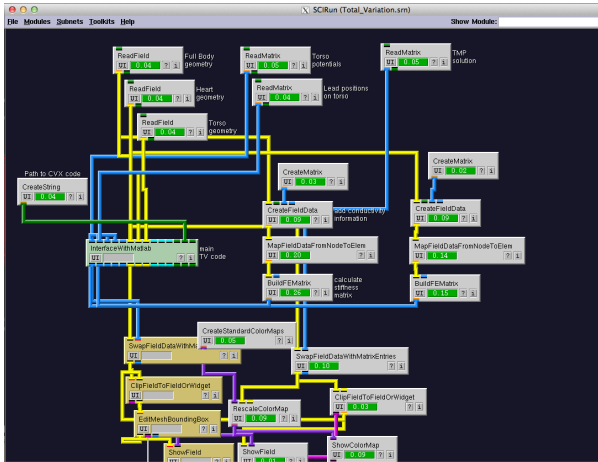 SCIRun (Total_Variation.srn)
File Modules Subnets Toolkits Help Show Module:
ReadField
UI 0.04 ? i
Full Body
geometry
ReadMatrix
UI 0.05 ? i
Torso
potentials
ReadMatrix
UI 0.05 ? i
TMP
solution
ReadField
UI 0.04 ? i
Heart
geometry
ReadMatrix
UI 0.04 ? i
Lead positions
on torso
ReadField
UI 0.04 ? i
Torso
geometry
Path to CVX code
CreateString
UI 0.04 ? i
CreateMatrix
UI 0.03 ? i
CreateMatrix
UI 0.02 ? i
CreateFieldData
UI 0.09 ? i
add conductivity
information
CreateFieldData
UI 0.09 ? i
InterfaceWithMatlab
UI ? i
main
TV code
MapFieldDataFromNodeToElem
UI 0.20 ? i
MapFieldDataFromNodeToElem
UI 0.14 ? i
BuildFEMatrix
UI 0.26 ? i
calculate
stiffness
matrix
BuildFEMatrix
UI 0.15 ? i
CreateStandardColorMaps
UI 0.05 ? i
SwapFieldDataWithMa
UI ? i
SwapFieldDataWithMatrixEntries
UI 0.10 ? i
ClipFieldToFieldOrWidget
UI ? i
ClipFieldToFieldOrWidget
UI 0.03 ? i
RescaleColorMap
UI 0.09 ? i
EditMeshBoundingBox
UI ? i
ShowField
UI ? i
ShowField
UI 0.01 ? i
ShowColorMap
UI 0.09 ? i